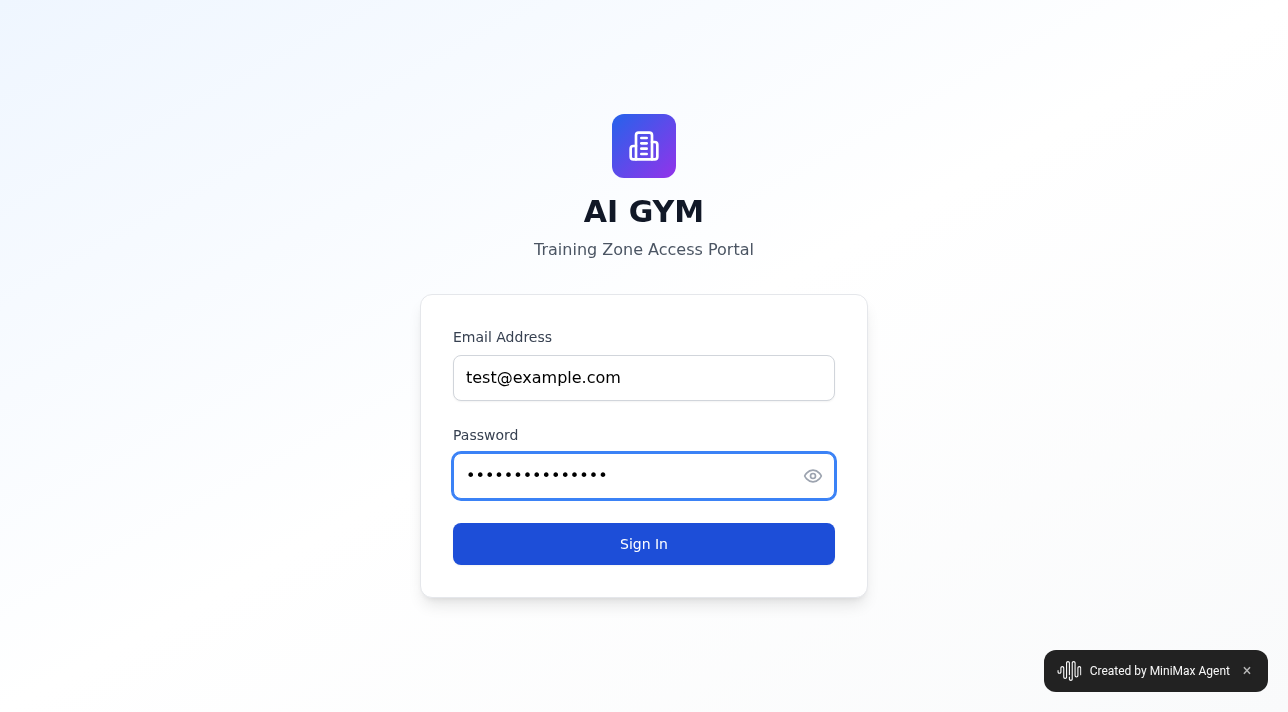 AI GYM
Training Zone Access Portal
Email Address
test@example.com
Password
•••••••••••••••
Sign In
Created by MiniMax Agent ×